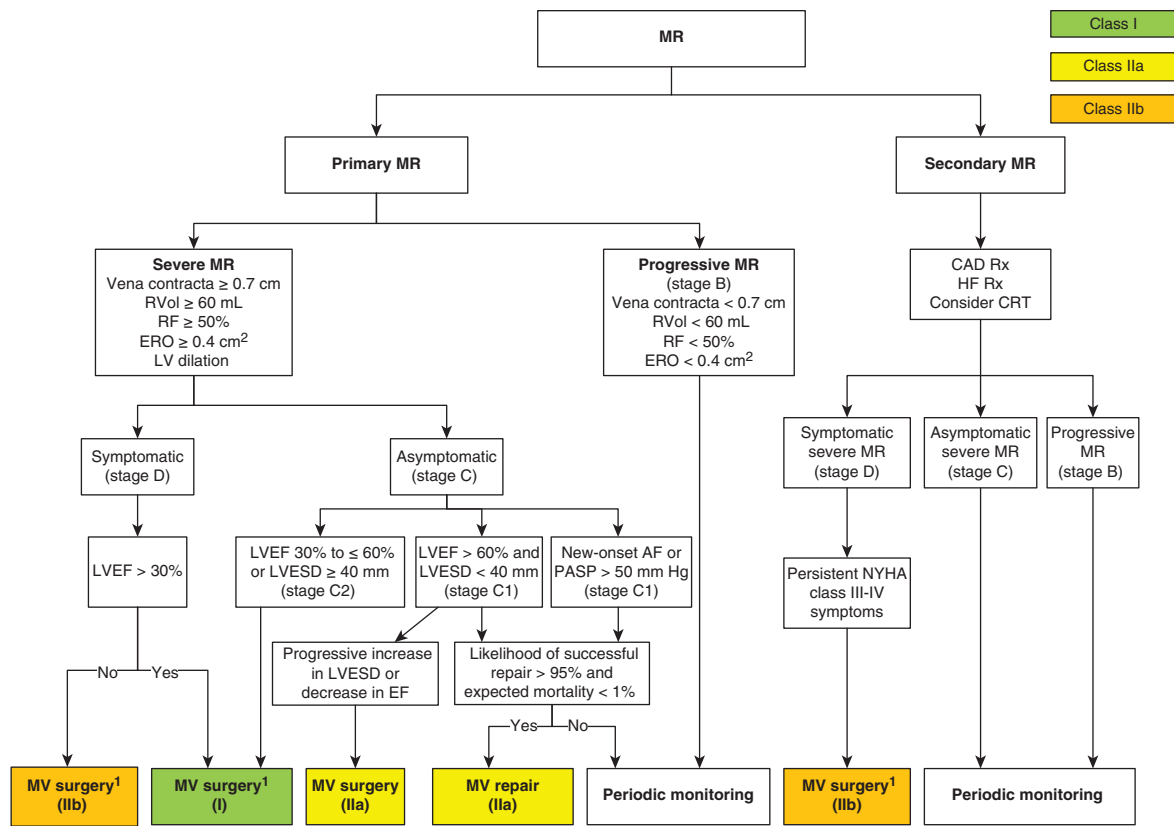 MR
Class I
Class IIa
Class IIb
Primary MR
Secondary MR
Severe MR
Vena contracta ≥ 0.7 cm
RVol ≥ 60 mL
RF ≥ 50%
ERO ≥ 0.4 cm²
LV dilation
Progressive MR
(stage B)
Vena contracta < 0.7 cm
RVol < 60 mL
RF < 50%
ERO < 0.4 cm²
CAD Rx
HF Rx
Consider CRT
Symptomatic
(stage D)
Asymptomatic
(stage C)
Symptomatic
severe MR
(stage D)
Asymptomatic
severe MR
(stage C)
Progressive
MR
(stage B)
LVEF > 30%
LVEF 30% to ≤ 60%
or LVESD ≥ 40 mm
(stage C2)
LVEF > 60% and
LVESD < 40 mm
(stage C1)
New-onset AF or
PASP > 50 mm Hg
(stage C1)
Persistent NYHA
class III-IV
symptoms
No
Yes
Progressive increase
in LVESD or
decrease in EF
Likelihood of successful
repair > 95% and
expected mortality < 1%
Yes
No
MV surgery¹
(IIb)
MV surgery¹
(I)
MV surgery
(IIa)
MV repair
(IIa)
Periodic monitoring
MV surgery¹
(IIb)
Periodic monitoring